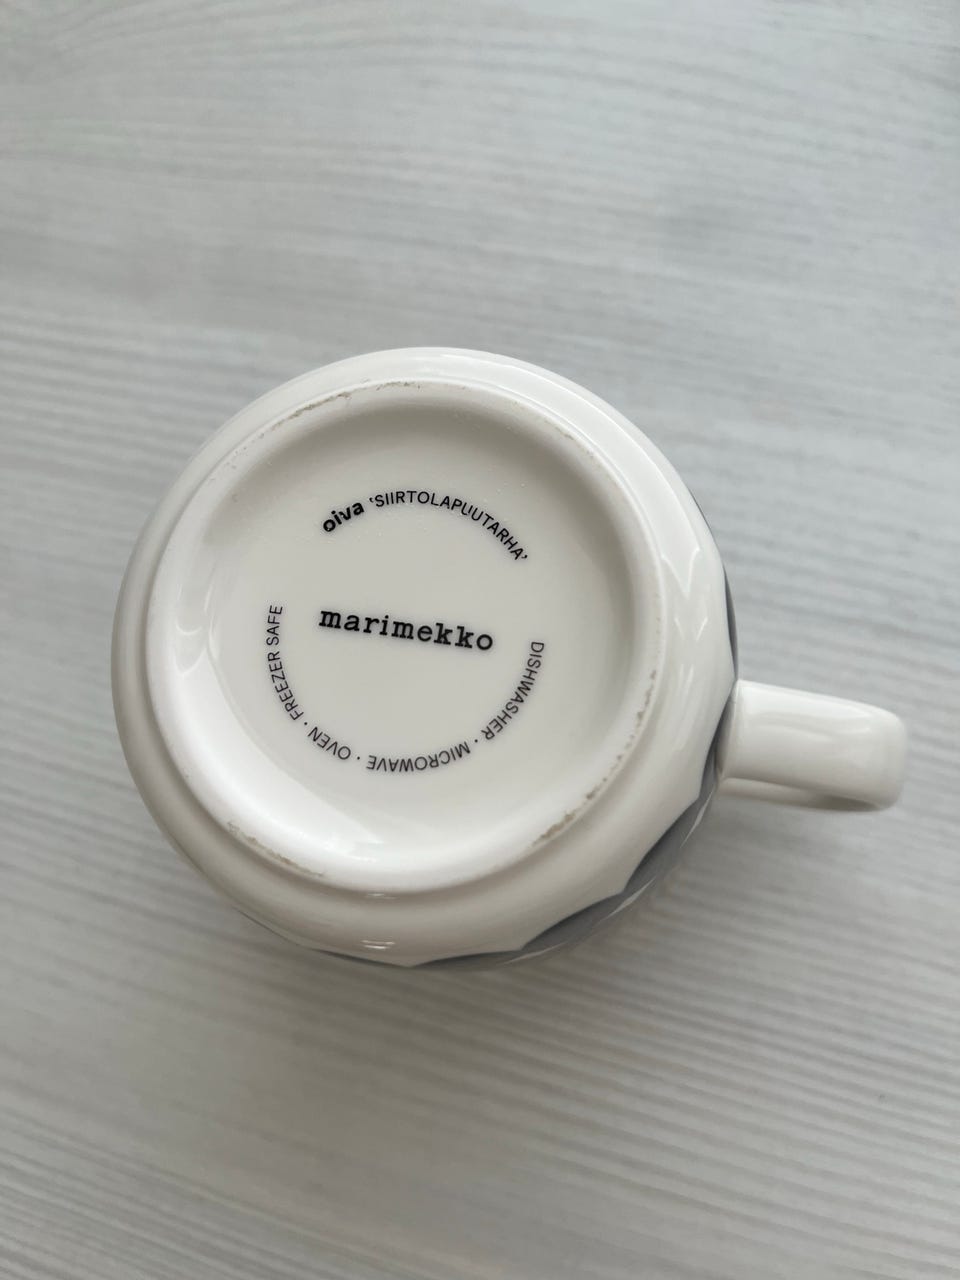 oiva ‘SIIRTOLAPUUTARHA’
marimekko
DISHWASHER · MICROWAVE · OVEN · FREEZER SAFE